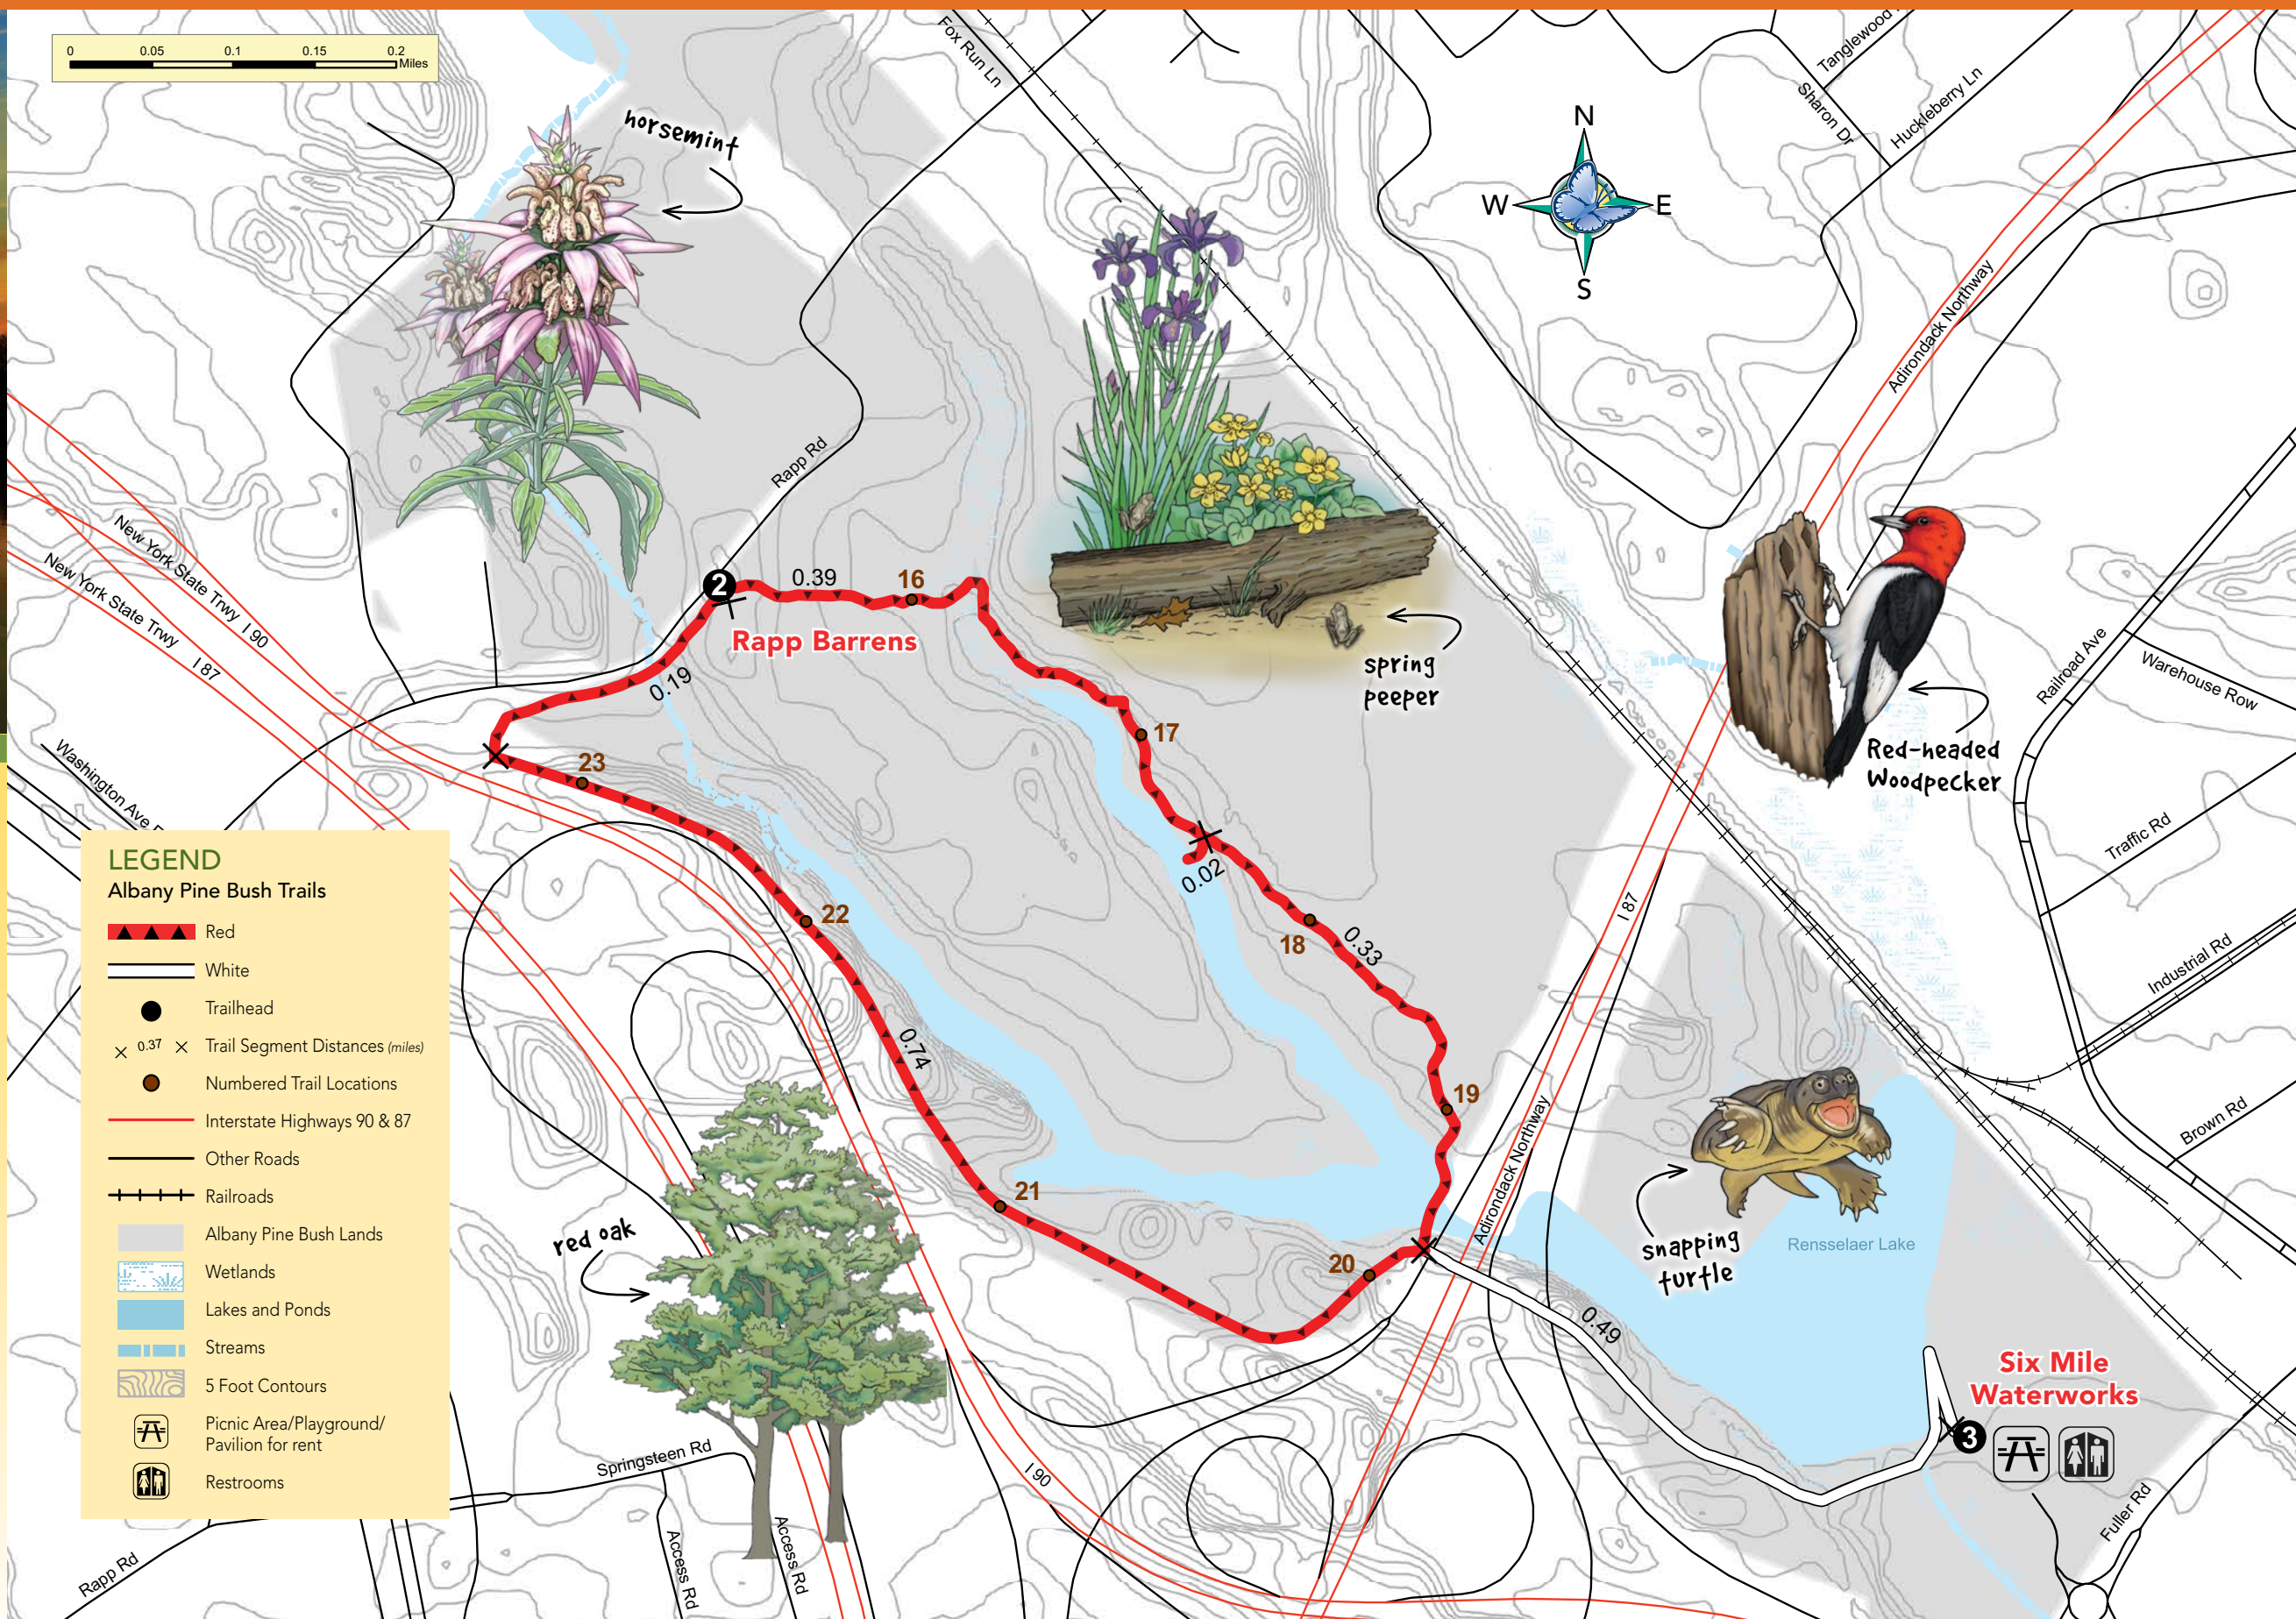 0 0.05 0.1 0.15 0.2
Miles
Fox Run Ln
Tanglewood
Sharon Dr
Huckleberry Ln
horsemint
N
W E
S
Adirondack Northway
Rapp Rd
New York State Trwy I 90
New York State Trwy I 87
2
0.39
16
Rapp Barrens
0.19
spring
peeper
17
Red-headed
Woodpecker
Railroad Ave
Warehouse Row
Traffic Rd
Industrial Rd
Brown Rd
Washington Ave
23
22
0.02
18
0.33
I 87
0.74
19
Adirondack Northway
21
20
red oak
snapping
turtle
Rensselaer Lake
0.49
Six Mile
Waterworks
3
Fuller Rd
I 90
Springsteen Rd
Access Rd
Access Rd
Rapp Rd
LEGEND
Albany Pine Bush Trails
Red
White
Trailhead
0.37 Trail Segment Distances (miles)
Numbered Trail Locations
Interstate Highways 90 & 87
Other Roads
Railroads
Albany Pine Bush Lands
Wetlands
Lakes and Ponds
Streams
5 Foot Contours
Picnic Area/Playground/
Pavilion for rent
Restrooms